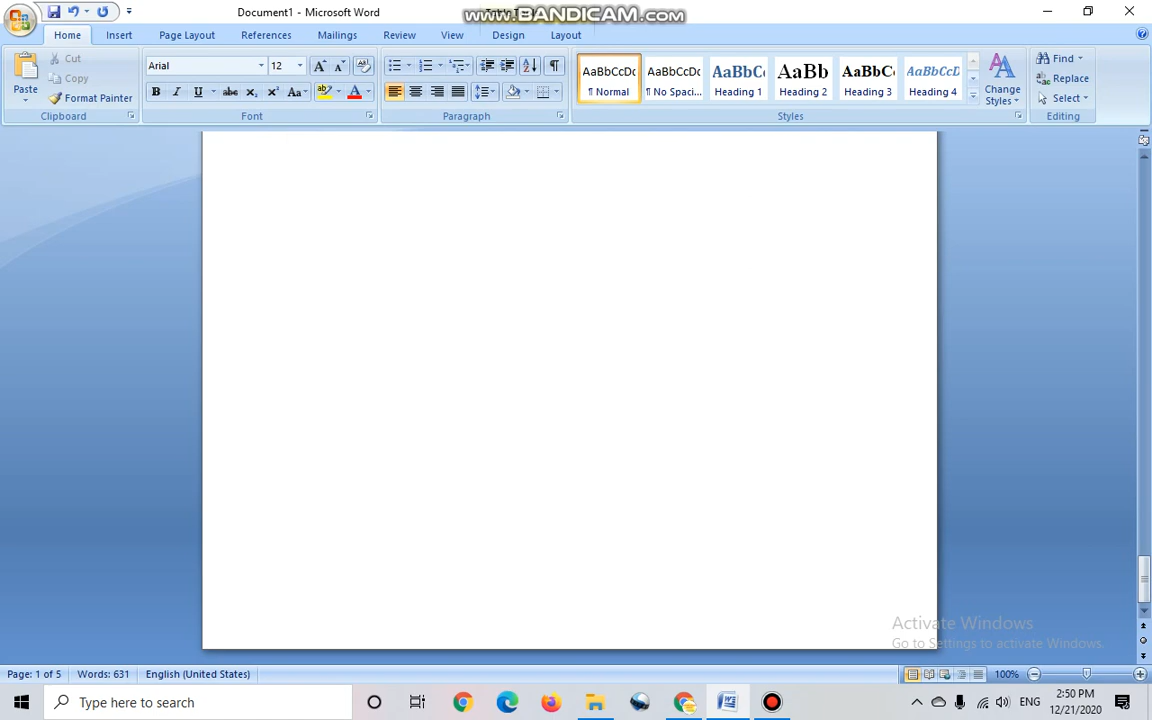 Document1 - Microsoft Word
www.BANDICAM.com
Home Insert Page Layout References Mailings Review View Design Layout
Paste
Cut
Copy
Format Painter
Clipboard
Arial 12
B I U abc x₂ x² Aa
Font
Paragraph
AaBbCcDc AaBbCcDc AaBbC AaBb AaBbC AaBbCcD
¶ Normal ¶ No Spaci... Heading 1 Heading 2 Heading 3 Heading 4
Change
Styles
Styles
Find
Replace
Select
Editing
Activate Windows
Go to Settings to activate Windows.
Page: 1 of 5 Words: 631 English (United States) 100%
Type here to search
ENG
2:50 PM
12/21/2020